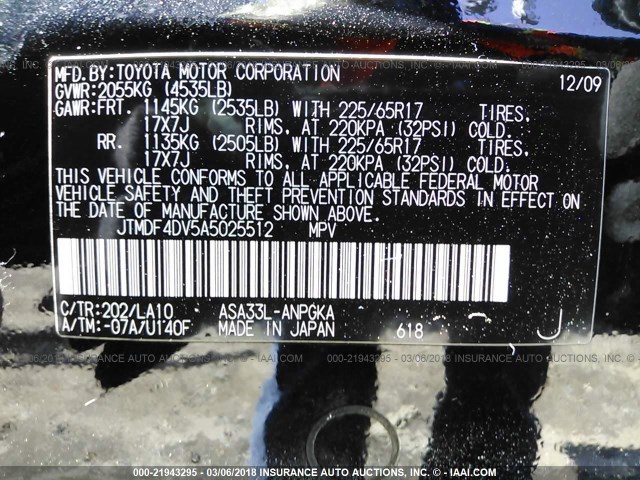 MFD.BY:TOYOTA MOTOR CORPORATION 12/09
GVWR:2055KG (4535LB)
GAWR:FRT. 1145KG (2535LB) WITH 225/65R17 TIRES,
17X7J RIMS, AT 220KPA (32PSI) COLD.
RR. 1135KG (2505LB) WITH 225/65R17 TIRES,
17X7J RIMS, AT 220KPA (32PSI) COLD.
THIS VEHICLE CONFORMS TO ALL APPLICABLE FEDERAL MOTOR
VEHICLE SAFETY AND THEFT PREVENTION STANDARDS IN EFFECT ON
THE DATE OF MANUFACTURE SHOWN ABOVE.
JTMDF4DV5A5025512 MPV
C/TR:202/LA10 ASA33L-ANPGKA
A/TM:-07A/U140F MADE IN JAPAN 618 J
000-21943295 - 03/06/2018 INSURANCE AUTO AUCTIONS - © - IAAI.COM